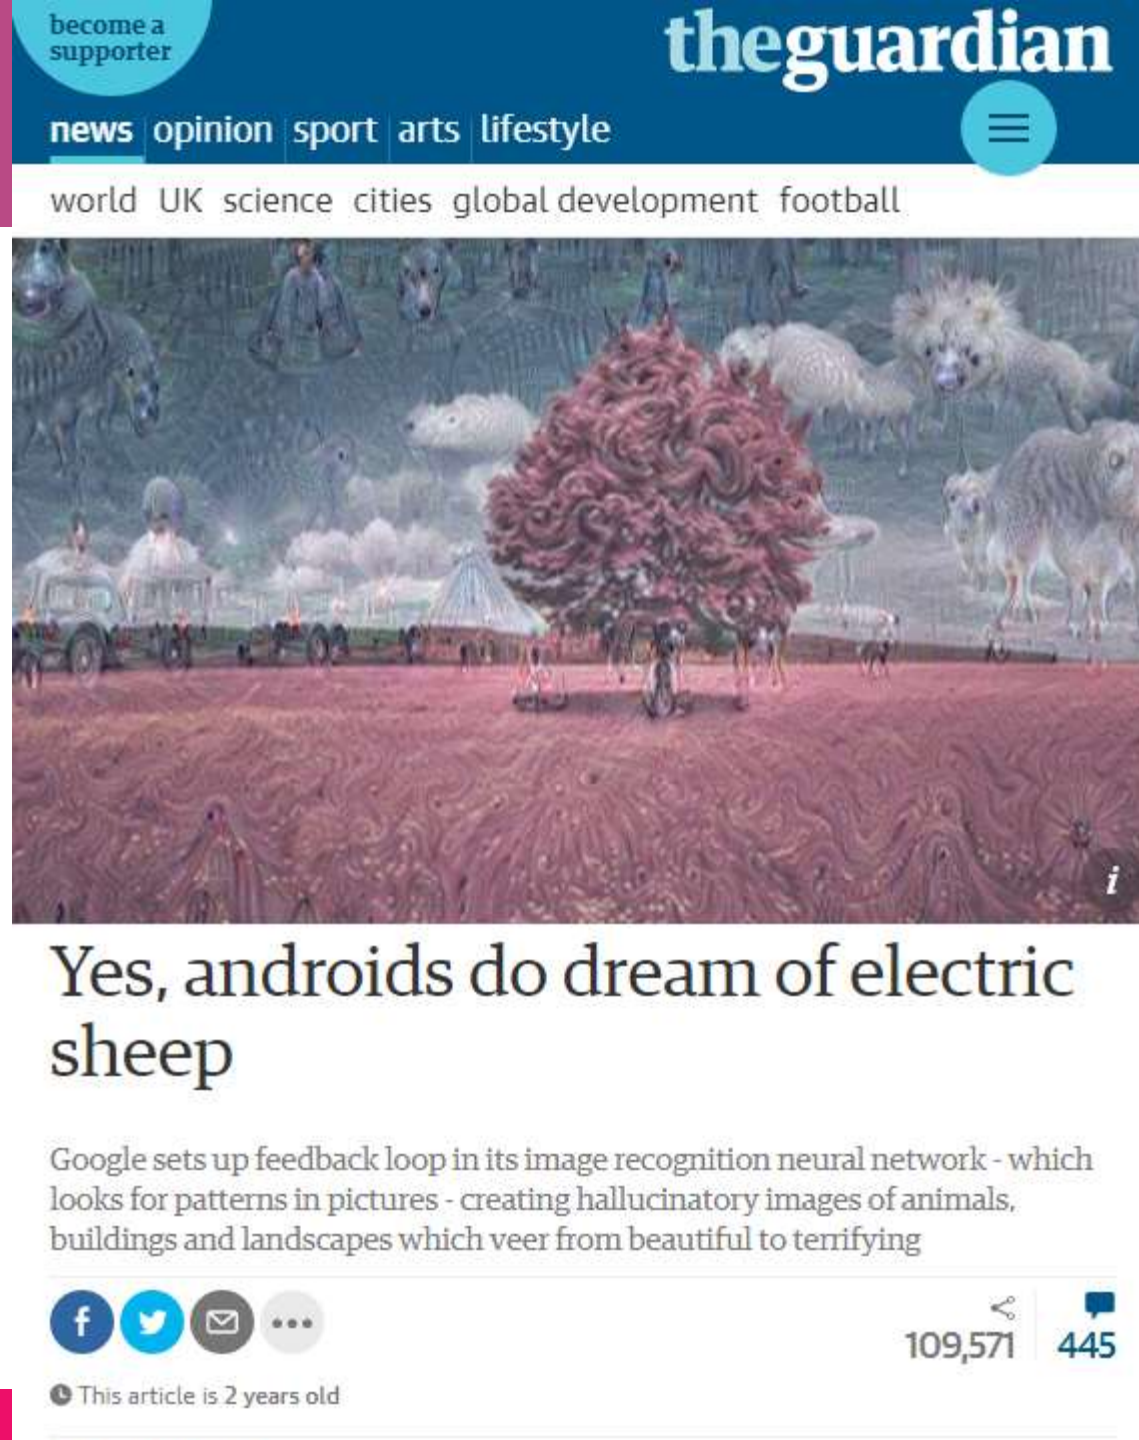 become a
supporter
theguardian
news opinion sport arts lifestyle
world UK science cities global development football
i
Yes, androids do dream of electric
sheep
Google sets up feedback loop in its image recognition neural network - which
looks for patterns in pictures - creating hallucinatory images of animals,
buildings and landscapes which veer from beautiful to terrifying
109,571 445
This article is 2 years old